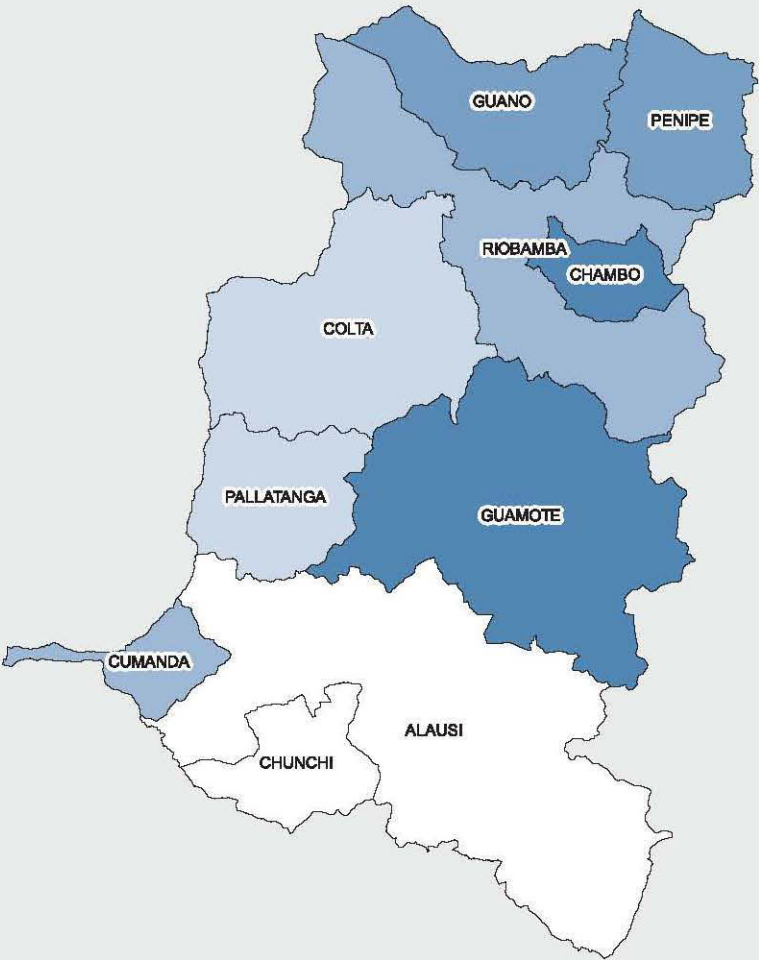 GUANO
PENIPE
RIOBAMBA
CHAMBO
COLTA
PALLATANGA
GUAMOTE
CUMANDA
ALAUSI
CHUNCHI